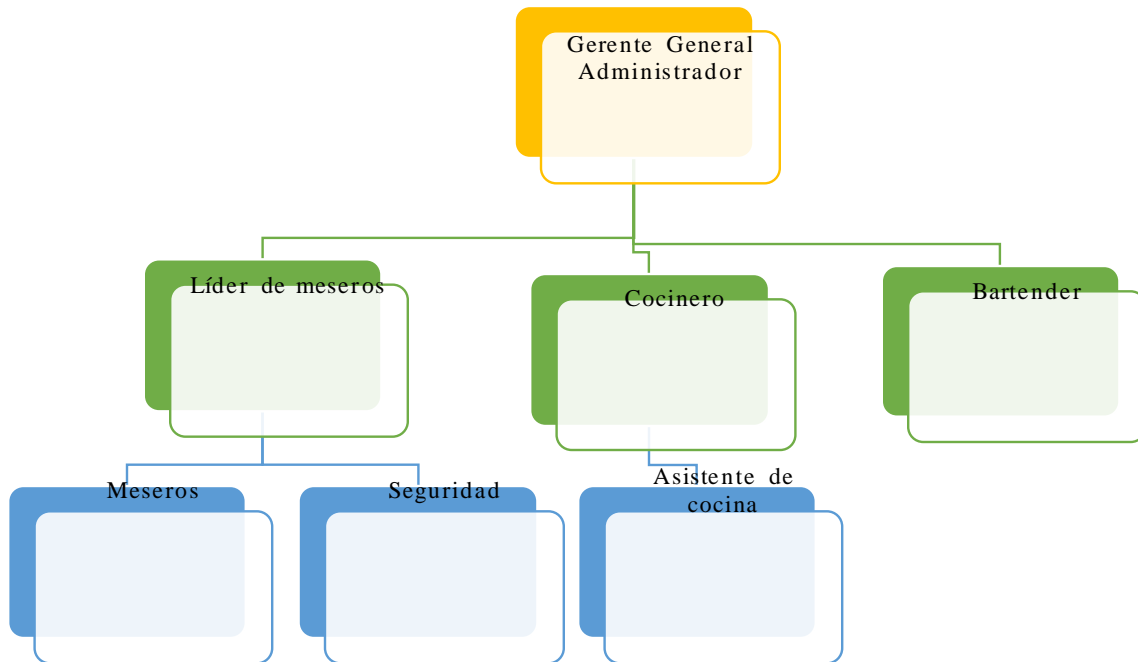 Gerente General
Administrador
Líder de meseros
Cocinero
Bartender
Meseros
Seguridad
Asistente de
cocina